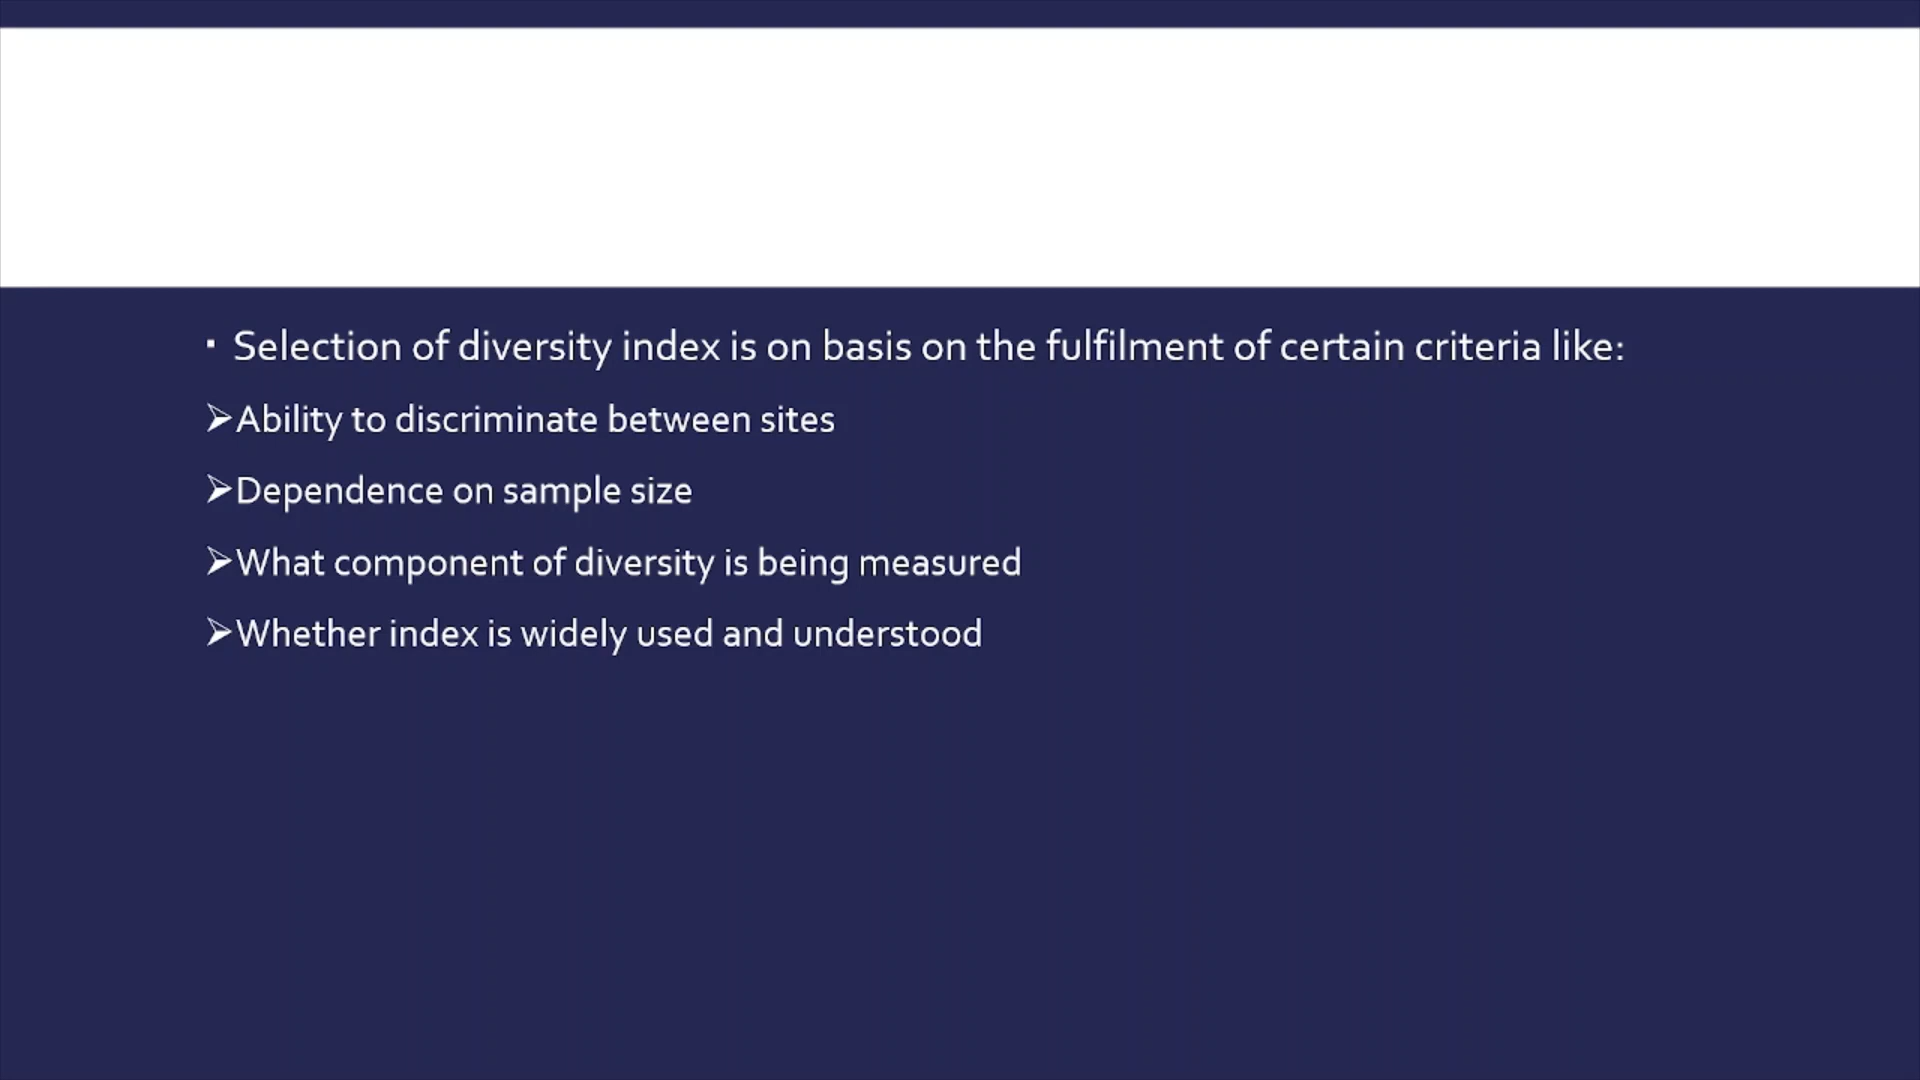 ▪ Selection of diversity index is on basis on the fulfilment of certain criteria like:
➢Ability to discriminate between sites
➢Dependence on sample size
➢What component of diversity is being measured
➢Whether index is widely used and understood